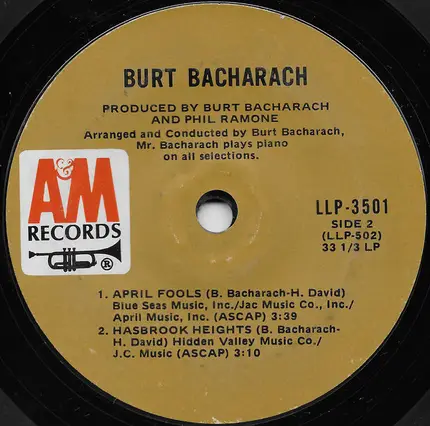 BURT BACHARACH
PRODUCED BY BURT BACHARACH
AND PHIL RAMONE
Arranged and Conducted by Burt Bacharach,
Mr. Bacharach plays piano
on all selections.
A&M
RECORDS
®
LLP-3501
SIDE 2
(LLP-502)
33 1/3 LP
1. APRIL FOOLS (B. Bacharach-H. David)
Blue Seas Music, Inc./Jac Music Co., Inc./
April Music, Inc. (ASCAP) 3:39
2. HASBROOK HEIGHTS (B. Bacharach-
H. David) Hidden Valley Music Co./
J.C. Music (ASCAP) 3:10